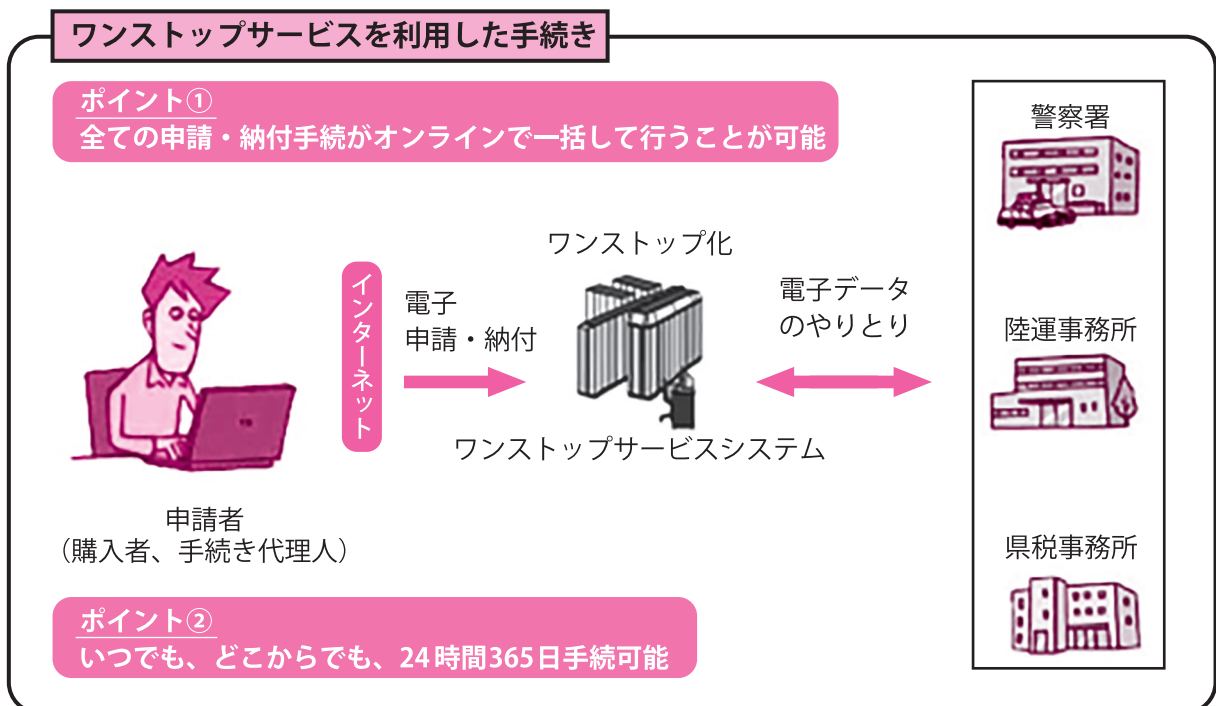 ワンストップサービスを利用した手続き
ポイント①
全ての申請・納付手続がオンラインで一括して行うことが可能
警察署
ワンストップ化
インターネット
電子
申請・納付
電子データ
のやりとり
陸運事務所
ワンストップサービスシステム
申請者
（購入者、手続き代理人）
県税事務所
ポイント②
いつでも、どこからでも、24時間365日手続可能